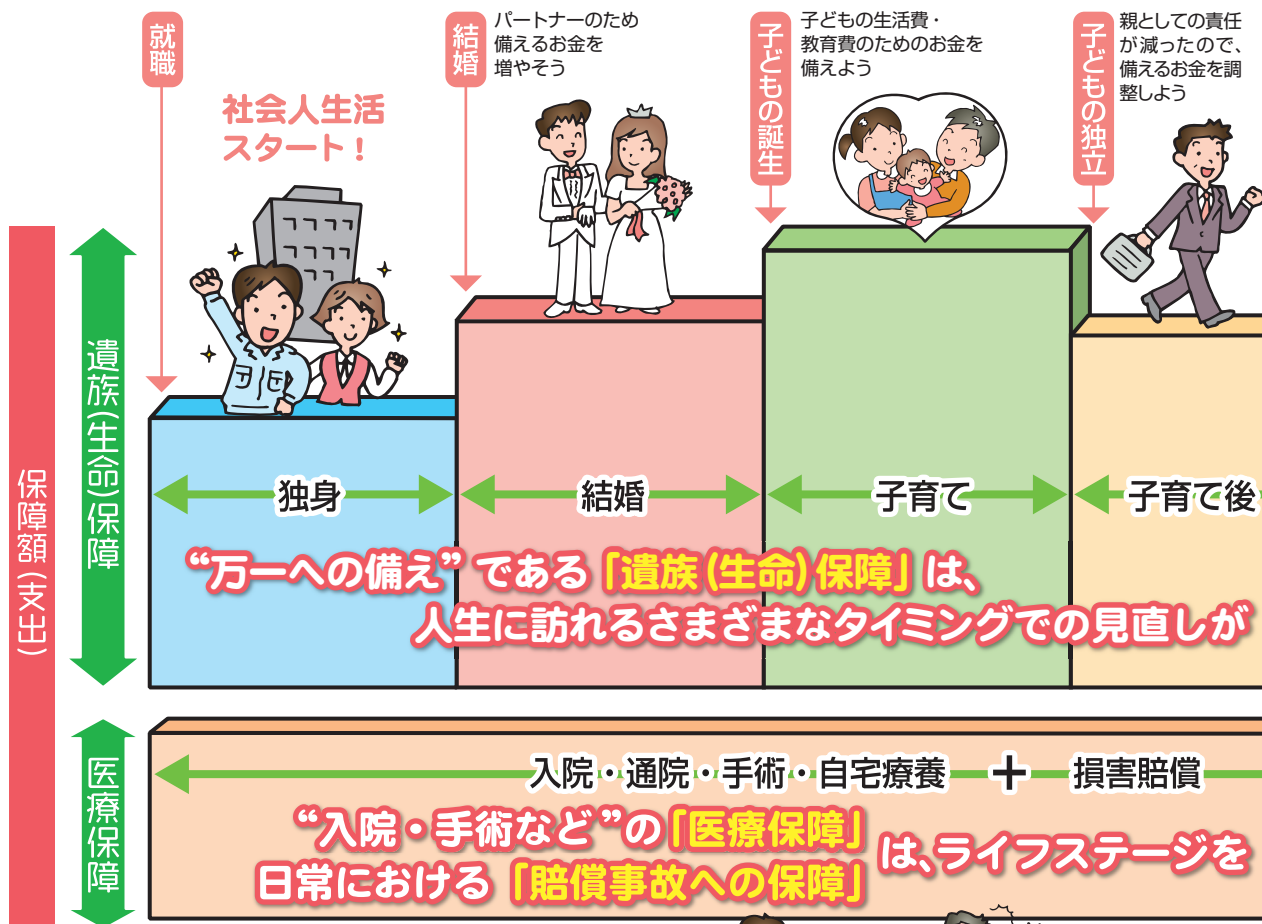 就職
社会人生活
スタート！
結婚
パートナーのため
備えるお金を
増やそう
子どもの誕生
子どもの生活費・
教育費のためのお金を
備えよう
子どもの独立
親としての責任
が減ったので、
備えるお金を調
整しよう
保障額(支出)
遺族(生命)保障
独身
結婚
子育て
子育て後
“万一への備え”である「遺族(生命)保障」は、
人生に訪れるさまざまなタイミングでの見直しが
医療保障
入院・通院・手術・自宅療養 ＋ 損害賠償
“入院・手術など”の「医療保障」
日常における「賠償事故への保障」
は、ライフステージを